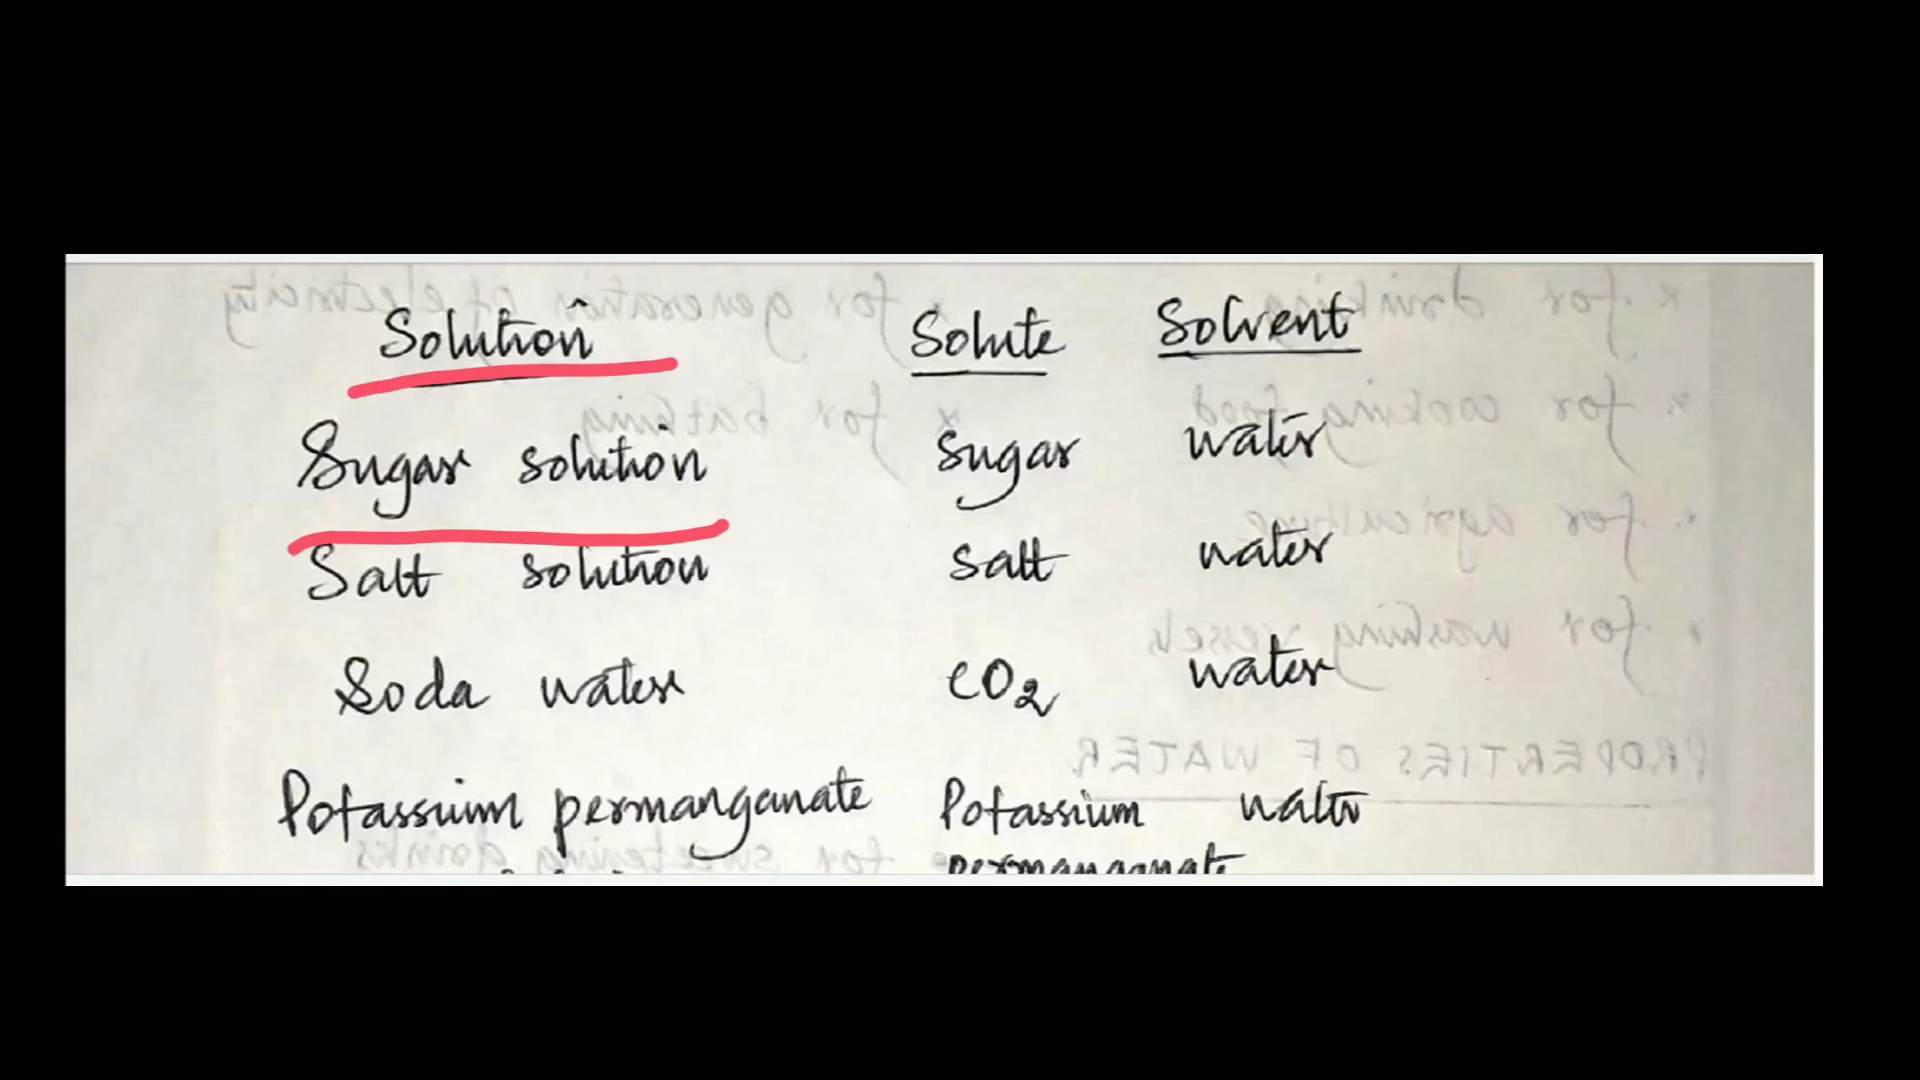 Solution Solute Solvent
Sugar solution sugar water
Salt solution salt water
Soda water CO2 water
Potassium permanganate Potassium water
permanganate